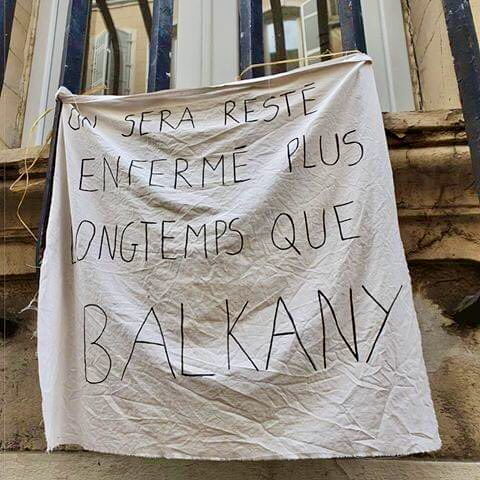 ON SERA RESTÉ
ENFERMÉ PLUS
LONGTEMPS QUE
BALKANY